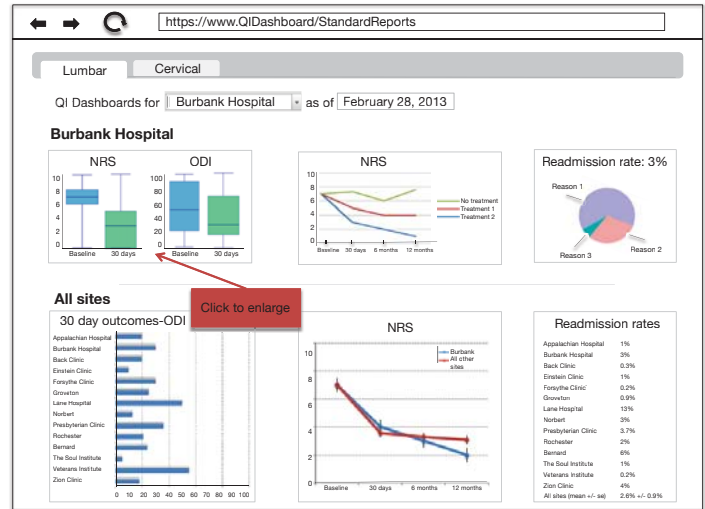 https://www.QIDashboard/StandardReports
Lumbar
Cervical
QI Dashboards for Burbank Hospital as of February 28, 2013
Burbank Hospital
NRS
ODI
10
8
6
4
2
0
Baseline
30 days
100
80
60
40
20
0
Baseline
30 days
NRS
10
8
6
4
2
0
Baseline
30 days
6 months
12 months
No treatment
Treatment 1
Treatment 2
Readmission rate: 3%
Reason 1
Reason 2
Reason 3
Click to enlarge
All sites
30 day outcomes-ODI
Appalachian Hospital
Burbank Hospital
Back Clinic
Einstein Clinic
Forsythe Clinic
Groveton
Lane Hospital
Norbert
Presbyterian Clinic
Rochester
Bernard
The Soul Institute
Veterans Institute
Zion Clinic
0 10 20 30 40 50 60 70 80 90 100
NRS
Burbank
All other
sites
10
8
6
4
2
0
Baseline
30 days
6 months
12 months
Readmission rates
Appalachian Hospital 1%
Burbank Hospital 3%
Back Clinic 0.3%
Einstein Clinic 1%
Forsythe Clinic 0.2%
Groveton 0.9%
Lane Hospital 13%
Norbert 3%
Presbyterian Clinic 3.7%
Rochester 2%
Bernard 6%
The Soul Institute 1%
Veterans Institute 0.2%
Zion Clinic 4%
All sites (mean +/- se) 2.6% +/- 0.9%